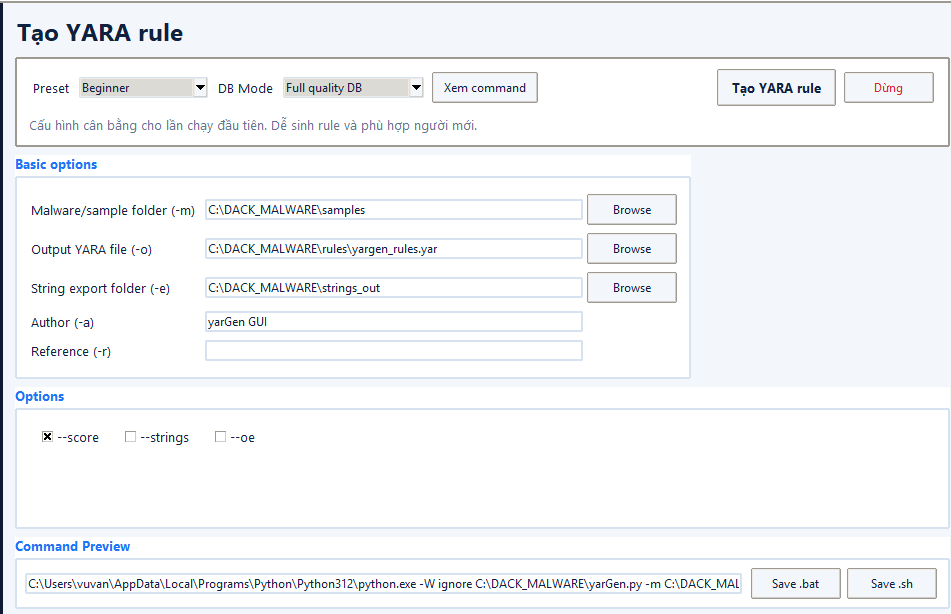 Tạo YARA rule
Preset Beginner DB Mode Full quality DB Xem command Tạo YARA rule Dừng
Cấu hình cân bằng cho lần chạy đầu tiên. Dễ sinh rule và phù hợp người mới.
Basic options
Malware/sample folder (-m) C:\DACK_MALWARE\samples Browse
Output YARA file (-o) C:\DACK_MALWARE\rules\yargen_rules.yar Browse
String export folder (-e) C:\DACK_MALWARE\strings_out Browse
Author (-a) yarGen GUI
Reference (-r)
Options
--score --strings --oe
Command Preview
C:\Users\vuvan\AppData\Local\Programs\Python\Python312\python.exe -W ignore C:\DACK_MALWARE\yarGen.py -m C:\DACK_MAL Save .bat Save .sh